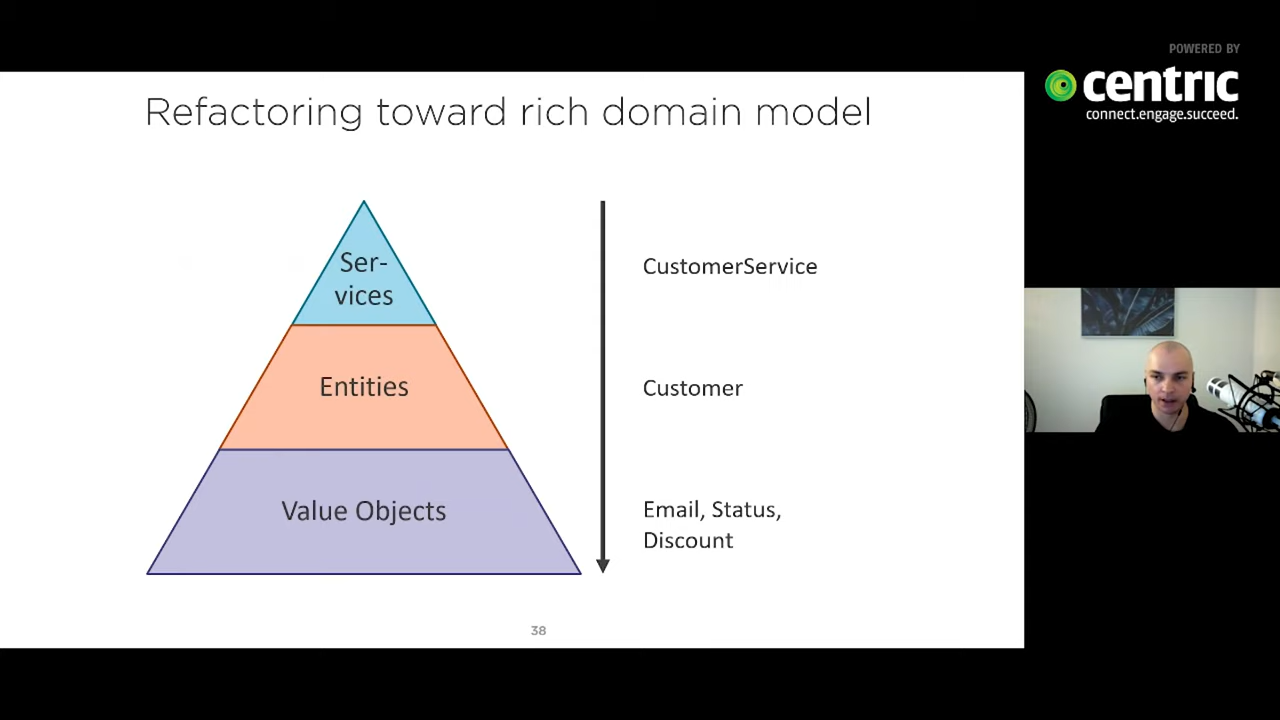 POWERED BY
centric
connect.engage.succeed.
Refactoring toward rich domain model
Ser-
vices
CustomerService
Entities
Customer
Value Objects
Email, Status,
Discount
38